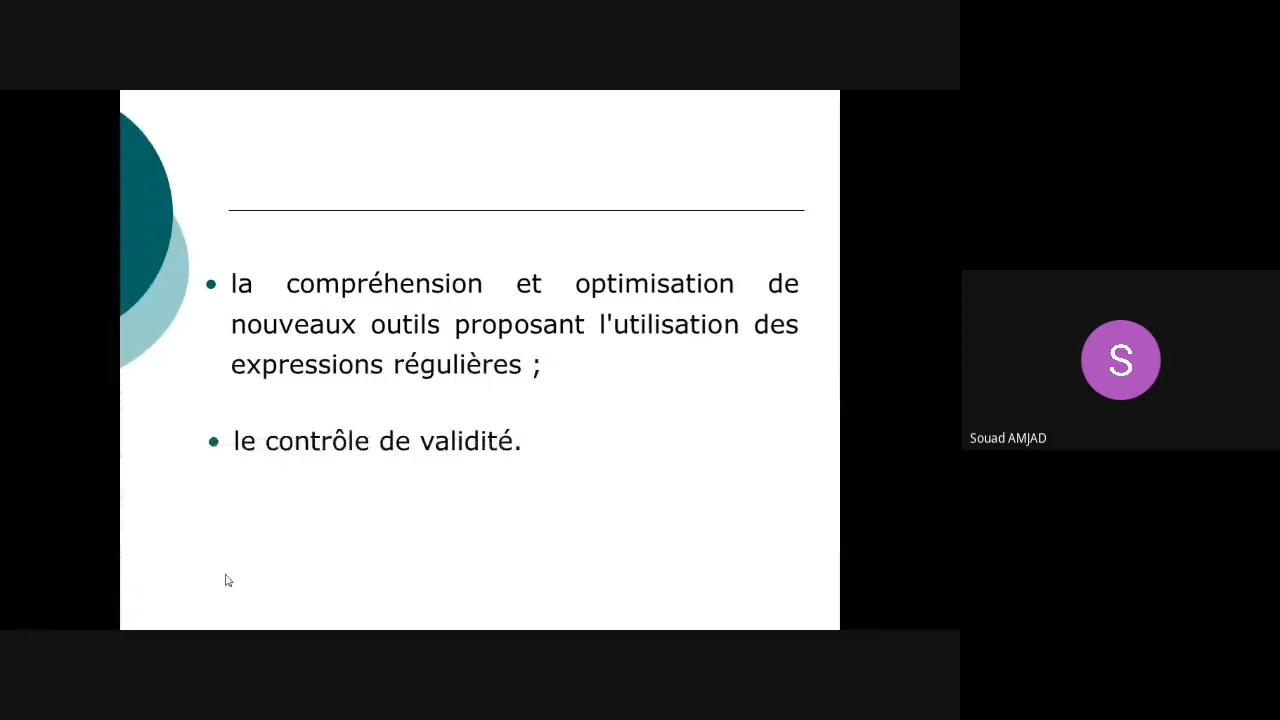 la compréhension et optimisation de
nouveaux outils proposant l'utilisation des
expressions régulières ;
le contrôle de validité.
S
Souad AMJAD